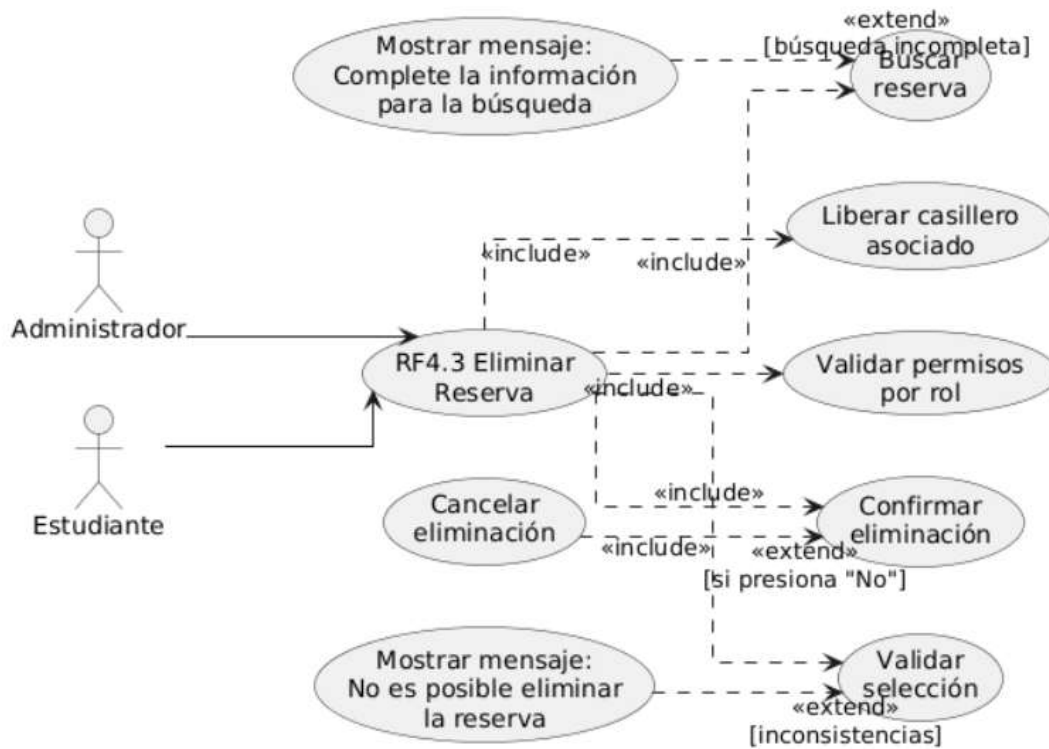 «extend»
[búsqueda incompleta]
Mostrar mensaje:
Complete la información
para la búsqueda
Buscar
reserva
Liberar casillero
asociado
«include»
«include»
Administrador
RF4.3 Eliminar
Reserva
Validar permisos
por rol
«include»
Estudiante
Cancelar
eliminación
«include»
Confirmar
eliminación
«include»
«extend»
[si presiona "No"]
Mostrar mensaje:
No es posible eliminar
la reserva
Validar
selección
«extend»
[inconsistencias]